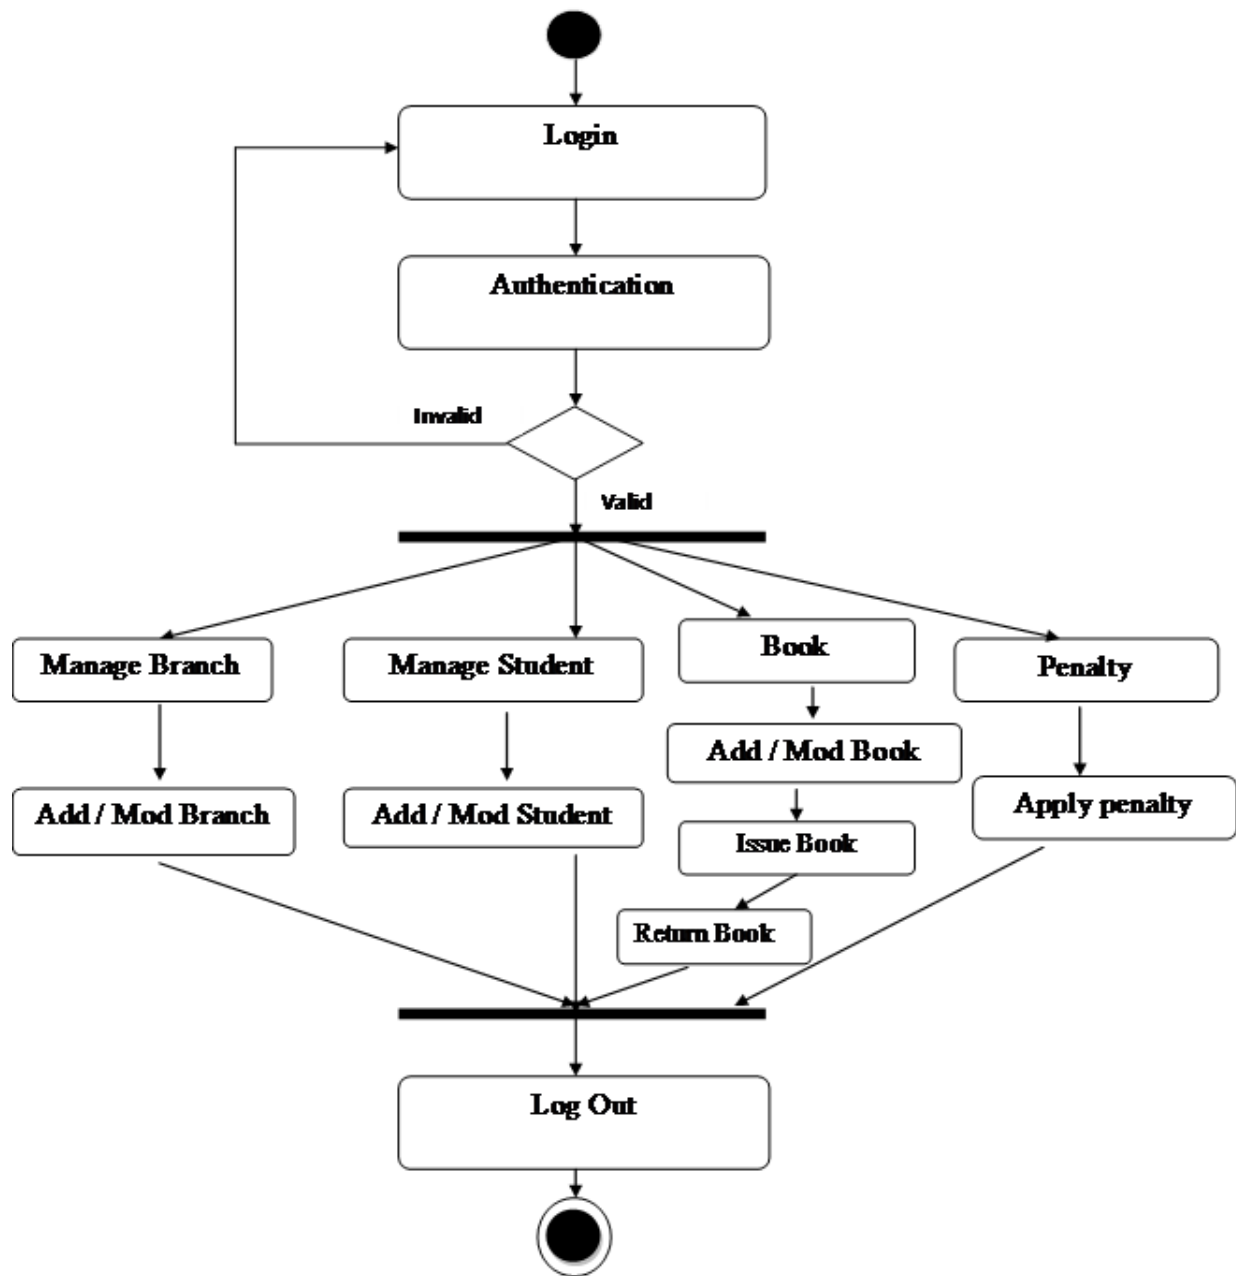 Login
Authentication
Invalid
Valid
Manage Branch
Manage Student
Book
Penalty
Add / Mod Book
Add / Mod Branch
Add / Mod Student
Issue Book
Apply penalty
Return Book
Log Out